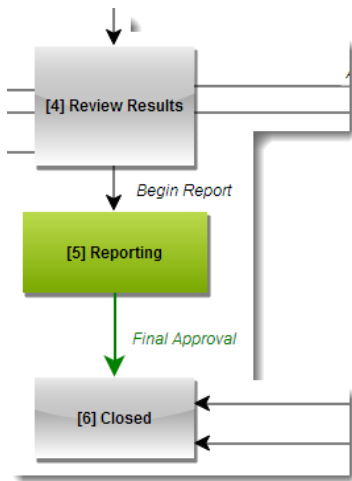 [4] Review Results
Begin Report
[5] Reporting
Final Approval
[6] Closed